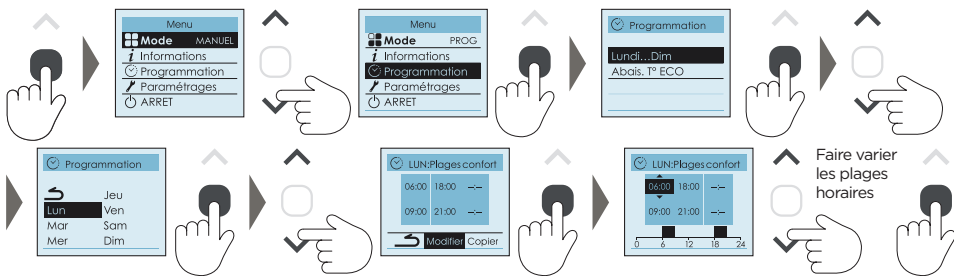 Menu
Mode MANUEL
i Informations
Programmation
Paramétrages
ARRET
Menu
Mode PROG
i Informations
Programmation
Paramétrages
ARRET
Programmation
Lundi...Dim
Abais. T° ECO
Programmation
Jeu
Lun Ven
Mar Sam
Mer Dim
LUN:Plages confort
06:00 18:00 --:--
09:00 21:00 --:--
Modifier Copier
LUN:Plages confort
06:00 18:00 --:--
09:00 21:00 --:--
0 6 12 18 24
Faire varier
les plages
horaires